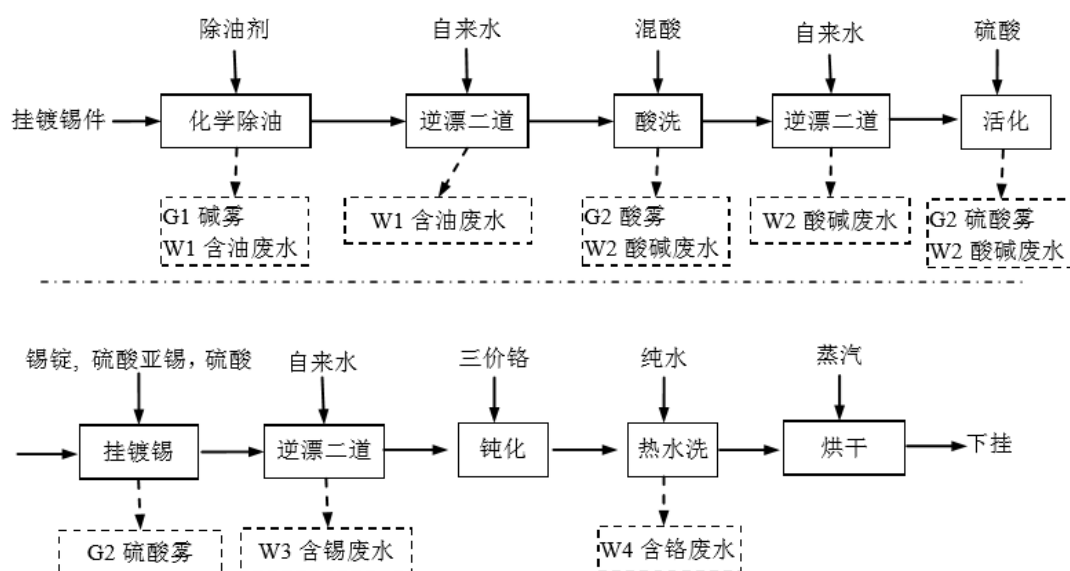 除油剂
自来水
混酸
自来水
硫酸
挂镀锡件
化学除油
逆漂二道
酸洗
逆漂二道
活化
G1 碱雾
W1 含油废水
W1 含油废水
G2 酸雾
W2 酸碱废水
W2 酸碱废水
G2 硫酸雾
W2 酸碱废水
锡锭, 硫酸亚锡，硫酸
自来水
三价铬
纯水
蒸汽
挂镀锡
逆漂二道
钝化
热水洗
烘干
下挂
G2 硫酸雾
W3 含锡废水
W4 含铬废水